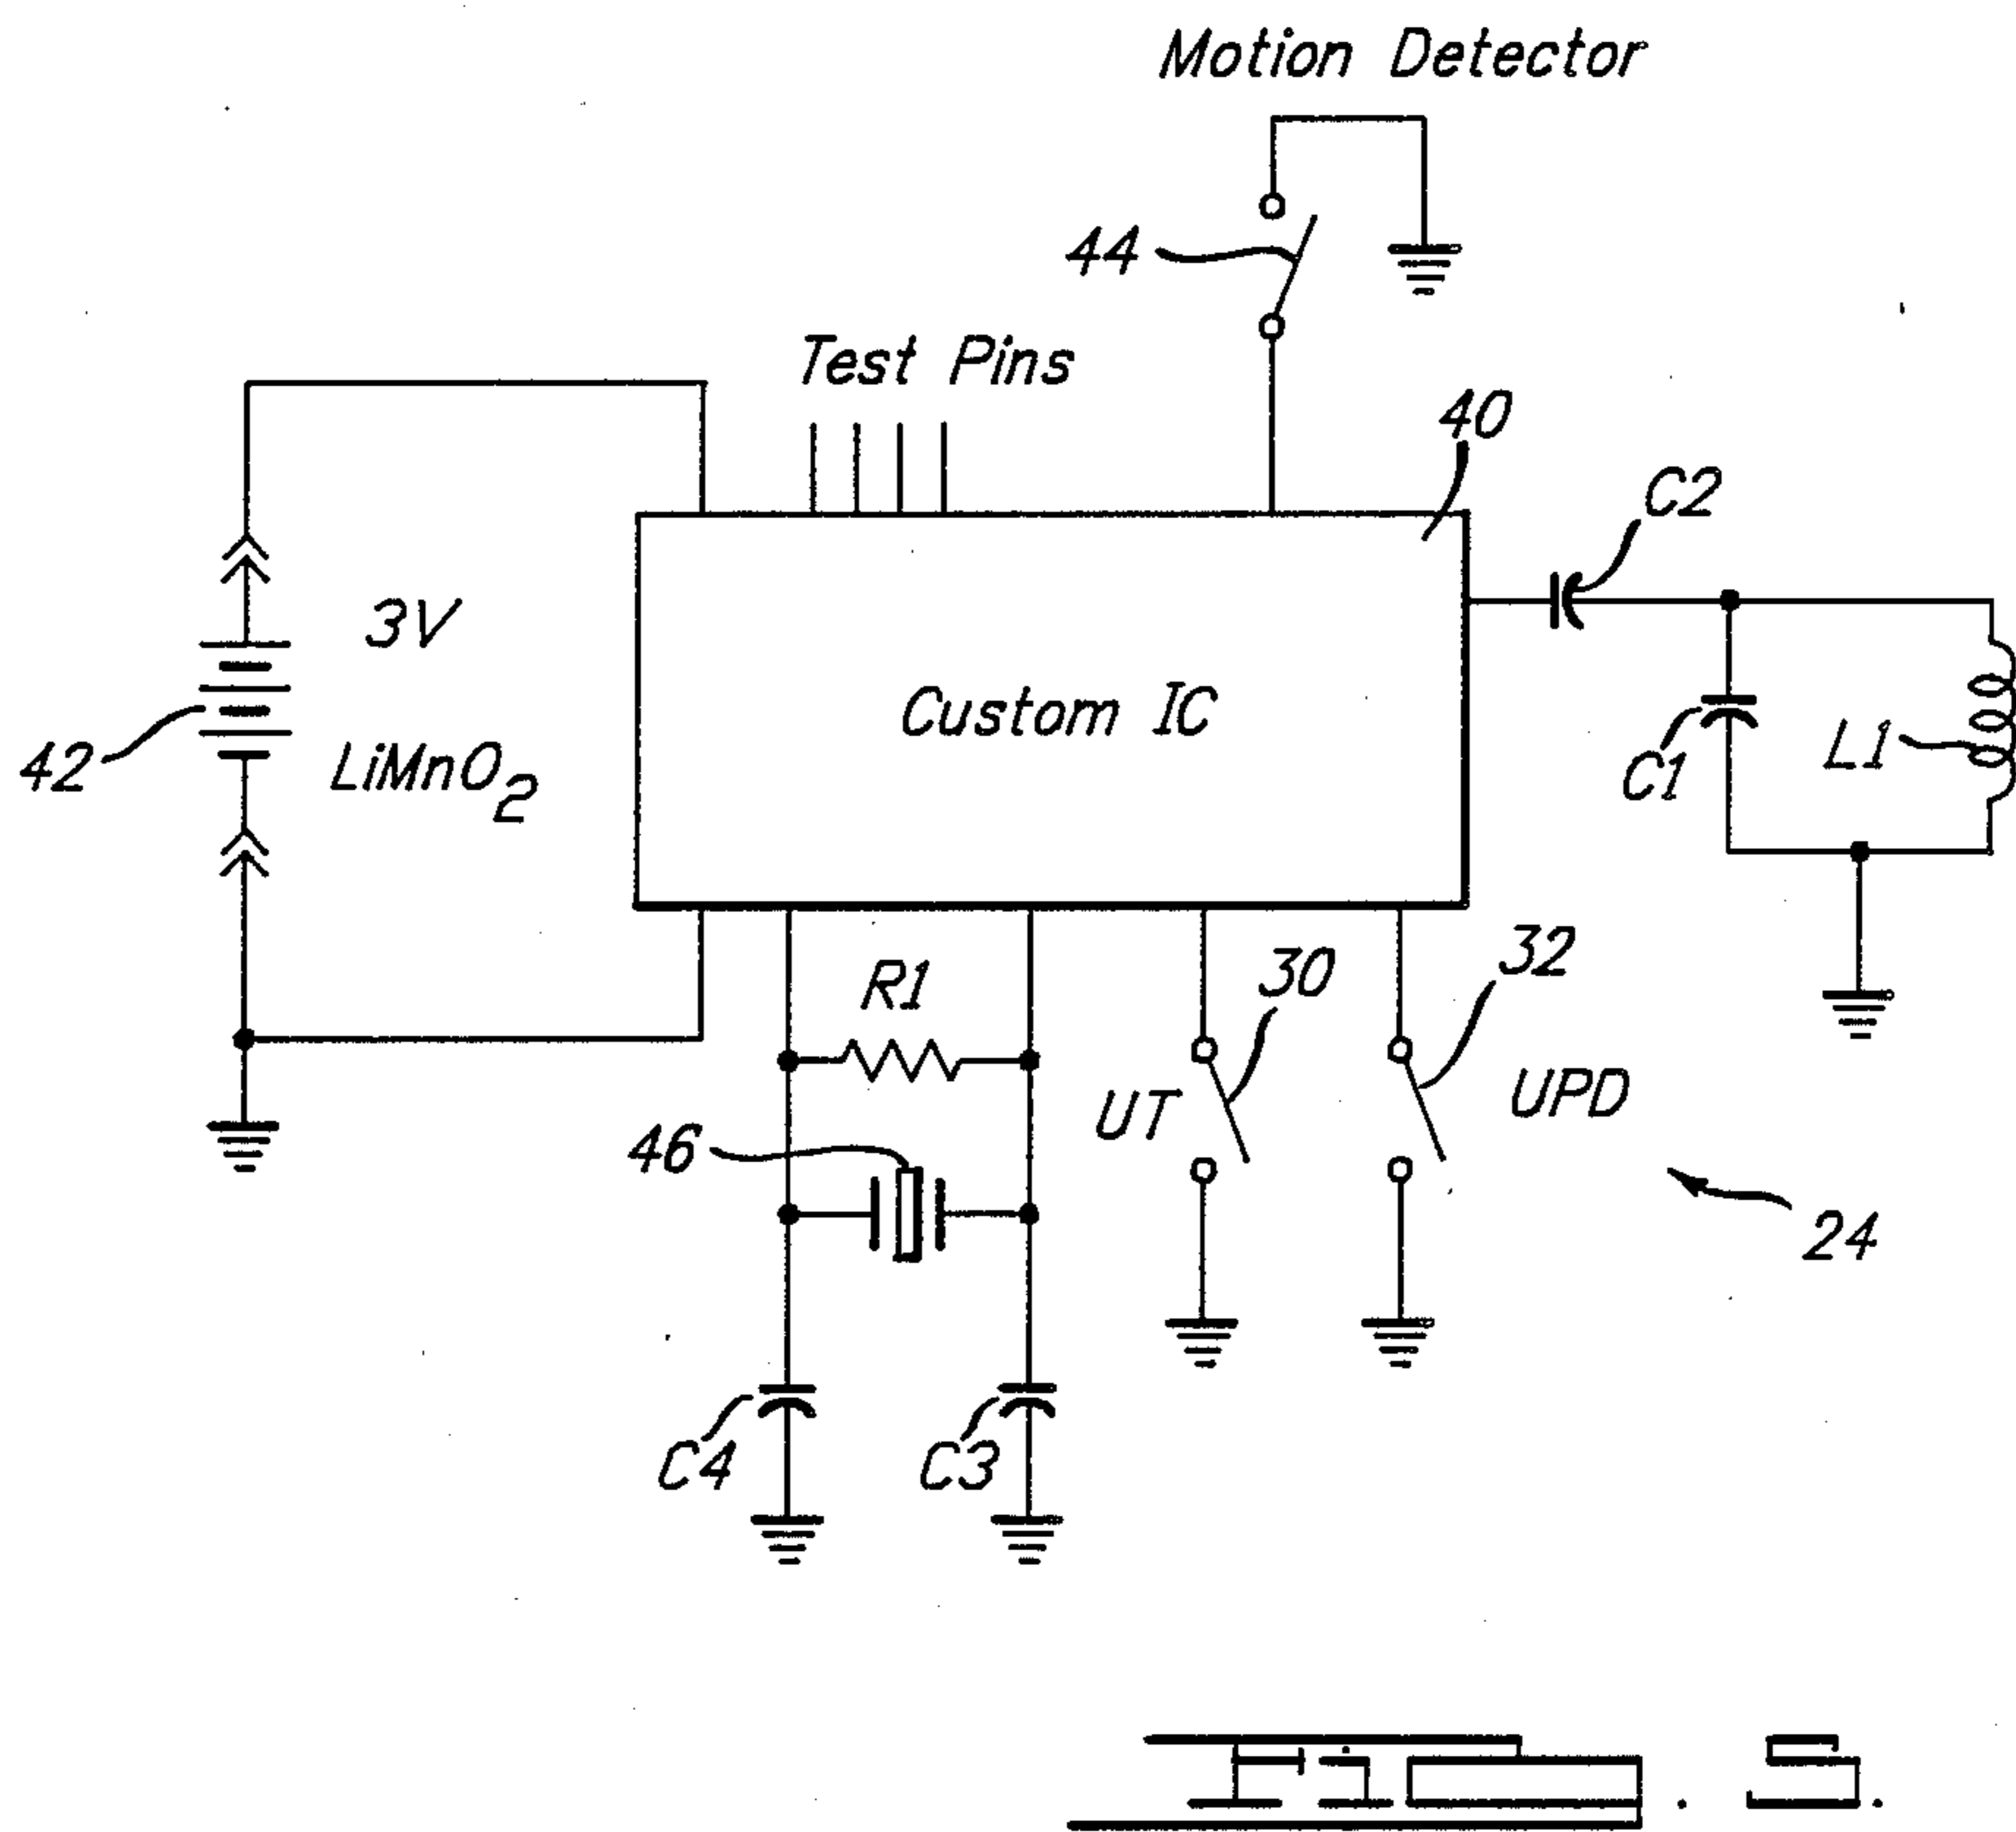 Motion Detector
44
Test Pins
40
C2
3V
Custom IC
42
LiMnO2
C1
L1
R1
30
32
UT
UPD
46
24
C4
C3
Fig. 5.